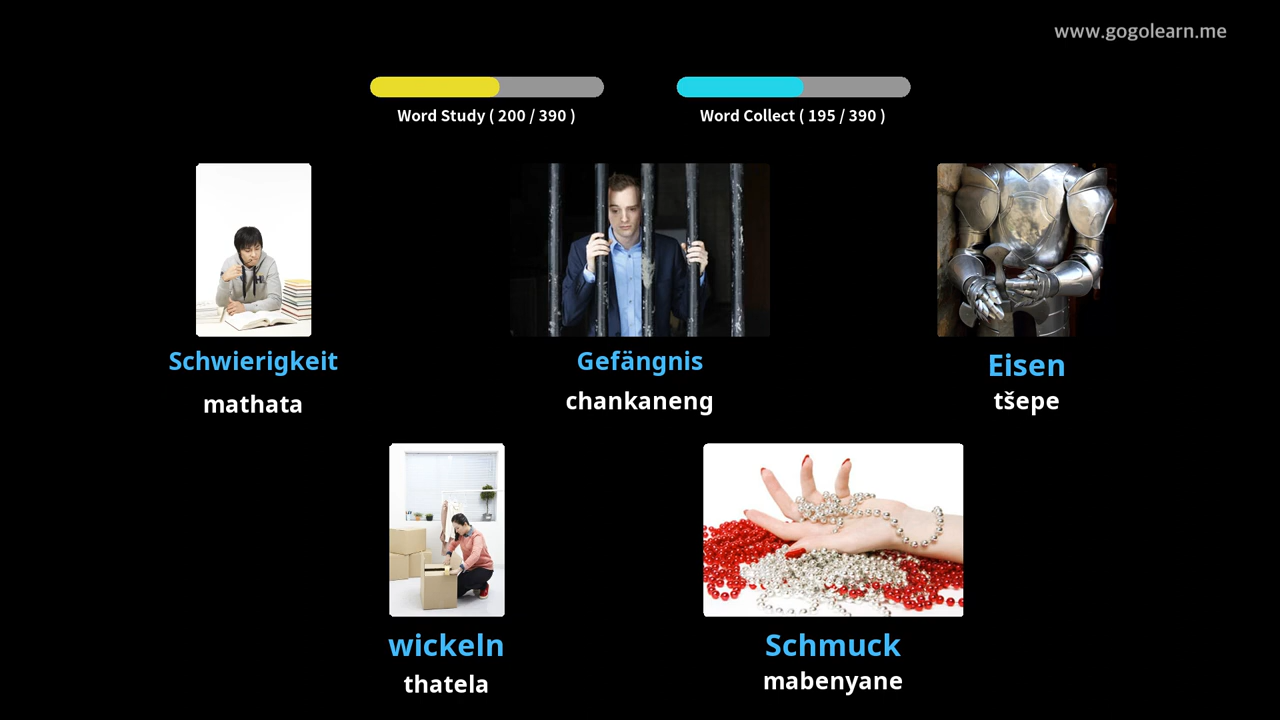 www.gogolearn.me
Word Study ( 200 / 390 )
Word Collect ( 195 / 390 )
Schwierigkeit
mathata
Gefängnis
chankaneng
Eisen
tšepe
wickeln
thatela
Schmuck
mabenyane